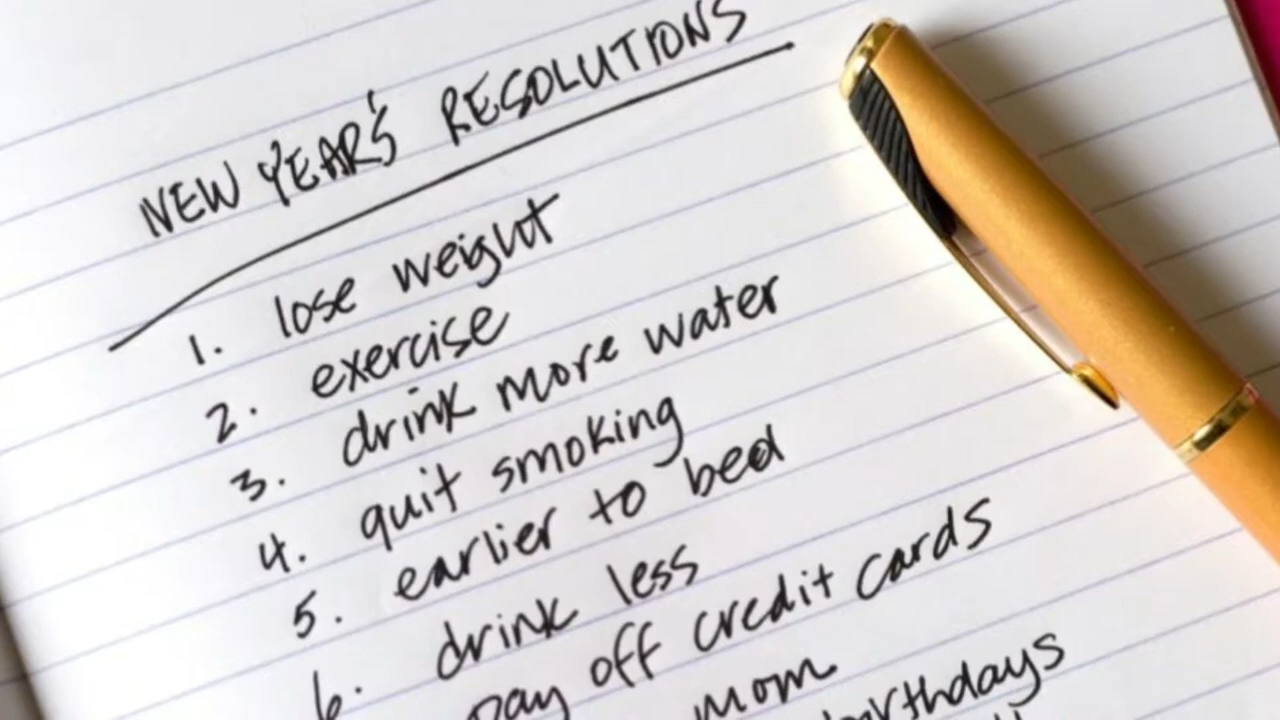 NEW YEAR'S RESOLUTIONS
1. lose weight
2. exercise
3. drink more water
4. quit smoking
5. earlier to bed
6. drink less
pay off credit cards
mom
birthdays